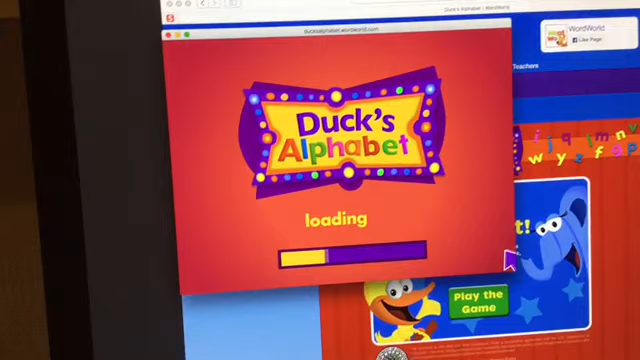 Duck's Alphabet | WordWorld
ducksalphabet.wordworld.com
WordWorld
Like Page
Teachers
Duck's
Alphabet
loading
t!
Play the
Game